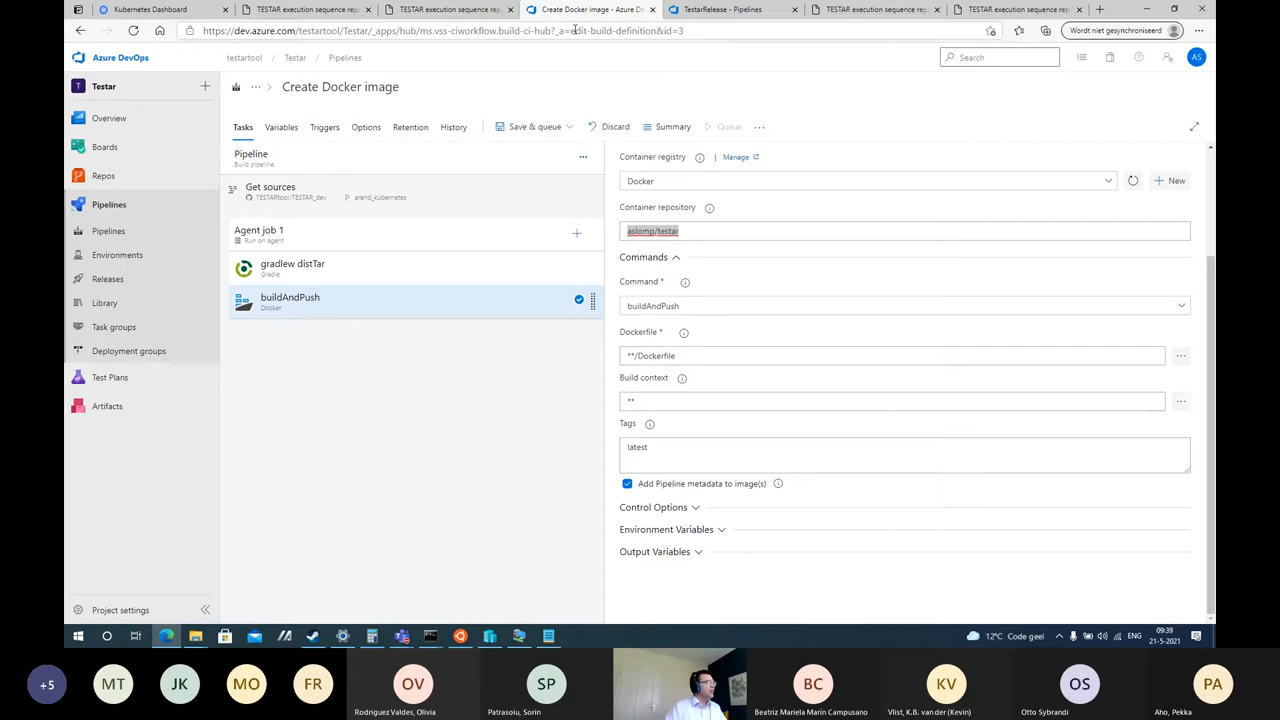 Kubernetes Dashboard
TESTAR execution sequence rep
TESTAR execution sequence rep
Create Docker image - Azure De
TestarRelease - Pipelines
TESTAR execution sequence repo
TESTAR execution sequence repo
https://dev.azure.com/testartool/Testar/_apps/hub/ms.vss-ciworkflow.build-ci-hub?_a=edit-build-definition&id=3
Wordt niet gesynchroniseerd
Azure DevOps
testartool / Testar / Pipelines
Search
AS
Testar
Overview
Boards
Repos
Pipelines
Pipelines
Environments
Releases
Library
Task groups
Deployment groups
Test Plans
Artifacts
Project settings
Create Docker image
Tasks Variables Triggers Options Retention History
Save & queue
Discard
Summary
Queue
Pipeline
Build pipeline
Get sources
TESTARtool/TESTAR_dev
arend_kubernetes
Agent job 1
Run on agent
gradlew distTar
Gradle
buildAndPush
Docker
Container registry | Manage
Docker
New
Container repository
aslomp/testar
Commands
Command *
buildAndPush
Dockerfile *
**/Dockerfile
Build context
**
Tags
latest
Add Pipeline metadata to image(s)
Control Options
Environment Variables
Output Variables
12°C Code geel
ENG
09:39
21-5-2021
+5
MT
JK
MO
FR
OV
Rodriguez Valdes, Olivia
SP
Patrasoiu, Sorin
BC
Beatriz Mariela Marín Campusano
KV
Vlist, K.B. van der (Kevin)
OS
Otto Sybrandi
PA
Aho, Pekka